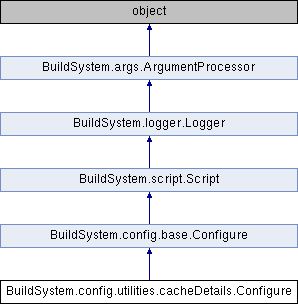 object
BuildSystem.args.ArgumentProcessor
BuildSystem.logger.Logger
BuildSystem.script.Script
BuildSystem.config.base.Configure
BuildSystem.config.utilities.cacheDetails.Configure